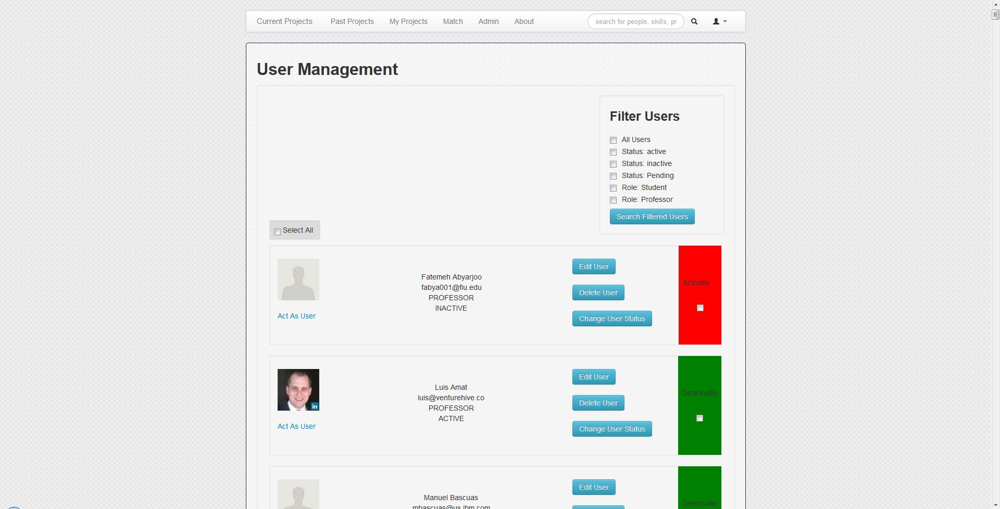 Current Projects Past Projects My Projects Match Admin About search for people, skills, pr
User Management
Filter Users
All Users
Status: active
Status: inactive
Status: Pending
Role: Student
Role: Professor
Search Filtered Users
Select All
Fatemeh Abyarjoo
fabya001@fiu.edu
PROFESSOR
INACTIVE
Act As User
Edit User
Delete User
Change User Status
Activate
in
Luis Amat
luis@venturehive.co
PROFESSOR
ACTIVE
Act As User
Edit User
Delete User
Change User Status
Deactivate
Manuel Bascuas
mbascuas@us.ibm.com
Edit User
Deactivate